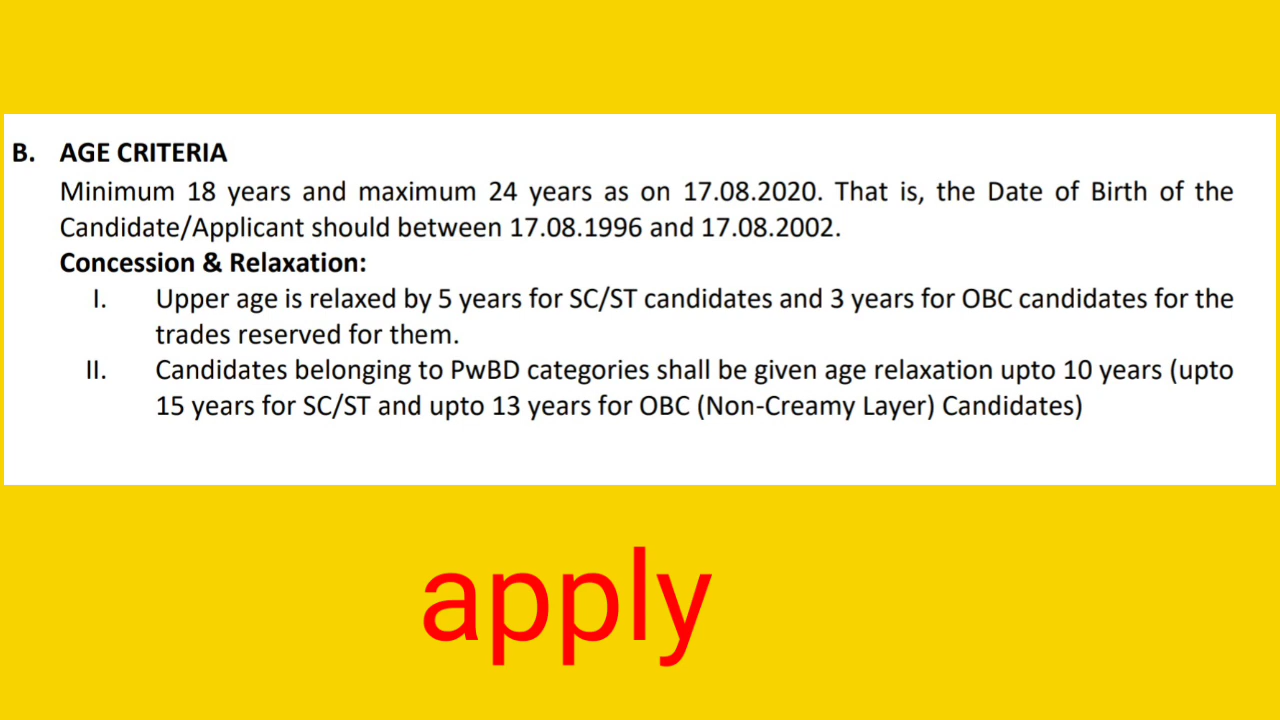 B. AGE CRITERIA
Minimum 18 years and maximum 24 years as on 17.08.2020. That is, the Date of Birth of the
Candidate/Applicant should between 17.08.1996 and 17.08.2002.
Concession & Relaxation:
I. Upper age is relaxed by 5 years for SC/ST candidates and 3 years for OBC candidates for the
trades reserved for them.
II. Candidates belonging to PwBD categories shall be given age relaxation upto 10 years (upto
15 years for SC/ST and upto 13 years for OBC (Non-Creamy Layer) Candidates)
apply